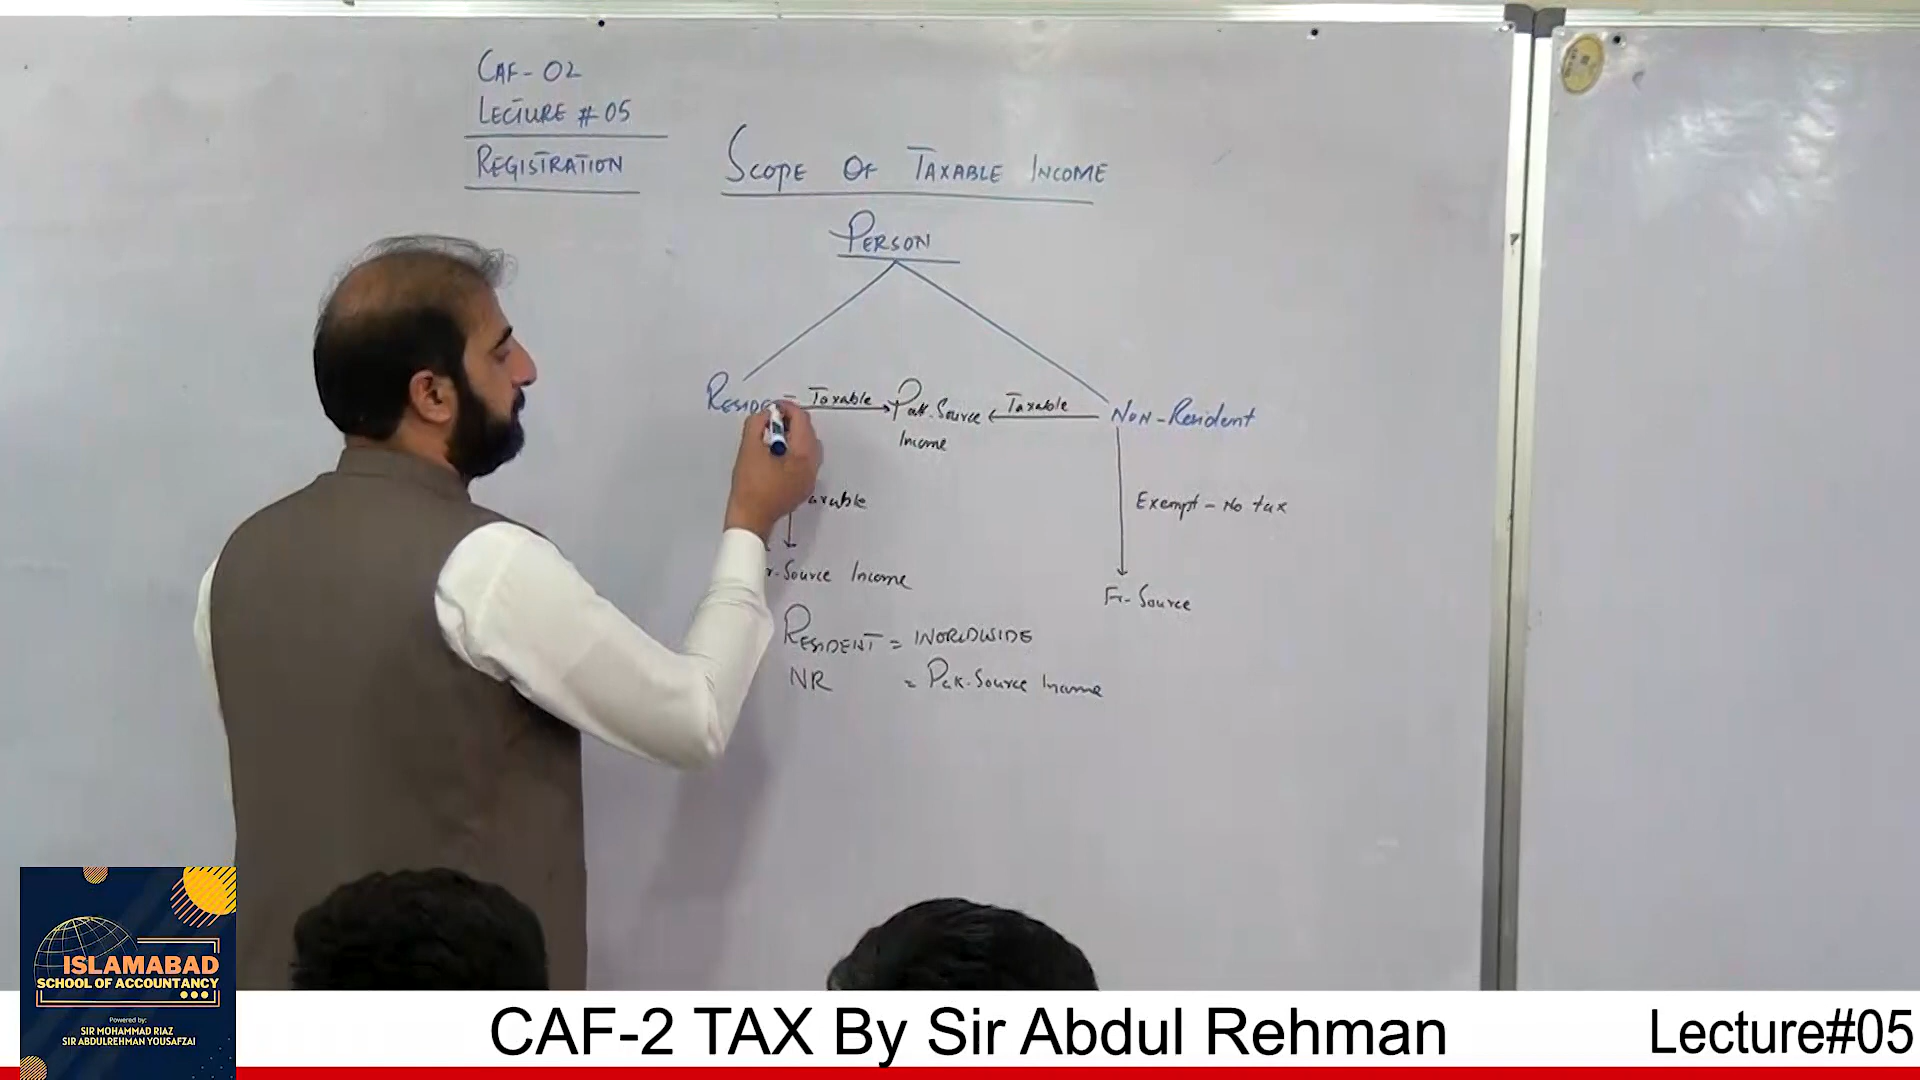 CAF-02
LECTURE # 05
REGISTRATION
SCOPE OF TAXABLE INCOME
PERSON
Taxable Pak-Source Taxable NON-Resident
Income
Exempt - No tax
Source Income
Fr-Source
RESIDENT = WORLDWIDE
NR = Pak-Source Income
ISLAMABAD
SCHOOL OF ACCOUNTANCY
Powered by:
SIR MOHAMMAD RIAZ
SIR ABDULREHMAN YOUSAFZAI
CAF-2 TAX By Sir Abdul Rehman
Lecture#05